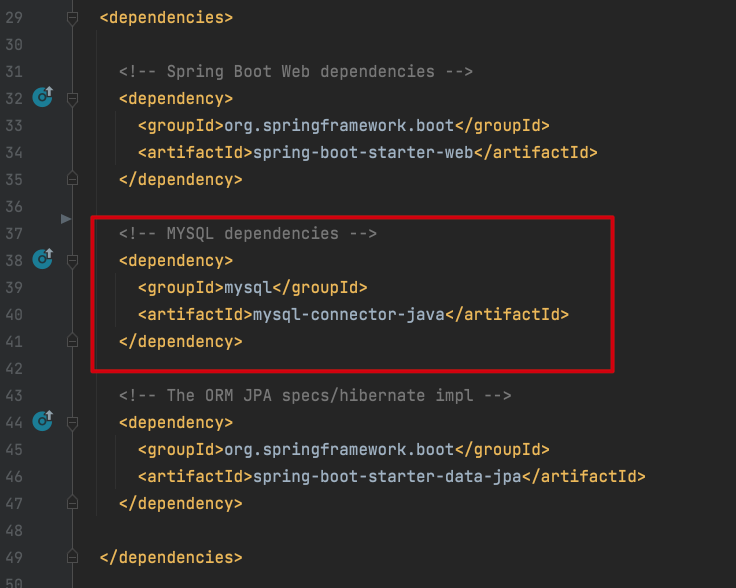 29 <dependencies>
30
31 <!-- Spring Boot Web dependencies -->
32 <dependency>
33 <groupId>org.springframework.boot</groupId>
34 <artifactId>spring-boot-starter-web</artifactId>
35 </dependency>
36
37 <!-- MYSQL dependencies -->
38 <dependency>
39 <groupId>mysql</groupId>
40 <artifactId>mysql-connector-java</artifactId>
41 </dependency>
42
43 <!-- The ORM JPA specs/hibernate impl -->
44 <dependency>
45 <groupId>org.springframework.boot</groupId>
46 <artifactId>spring-boot-starter-data-jpa</artifactId>
47 </dependency>
48
49 </dependencies>
50